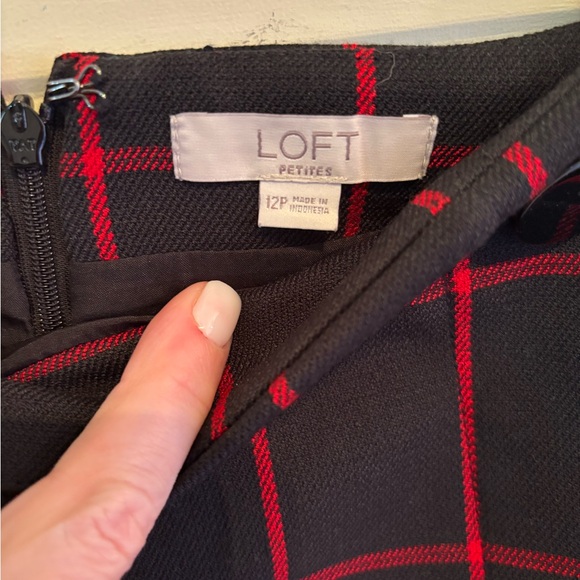 LOFT
PETITES
12P MADE IN
INDONESIA